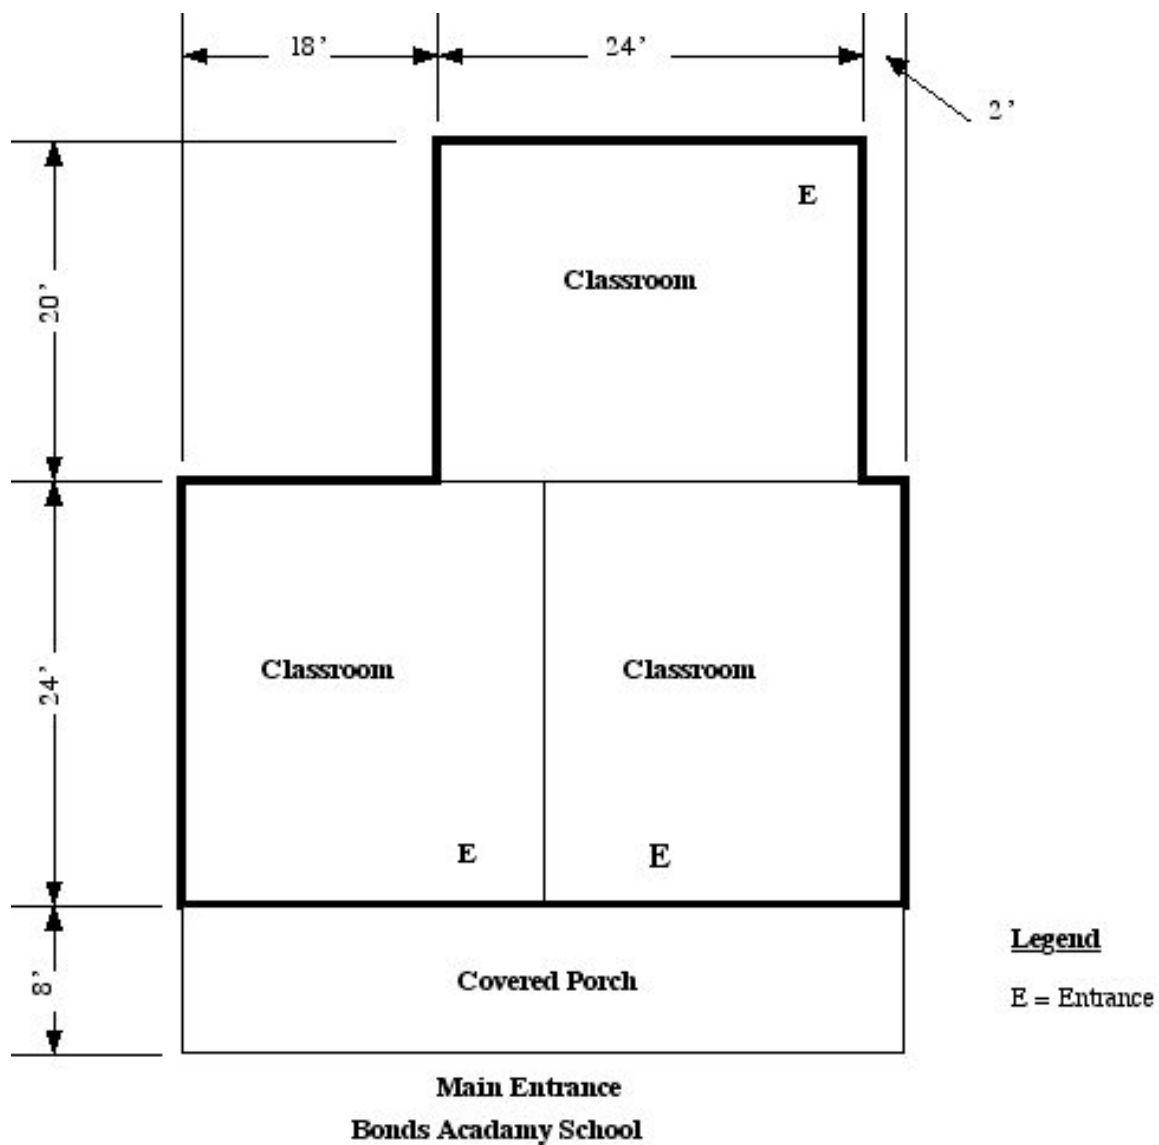 18’
24’
2’
E
Classroom
20’
24’
Classroom
Classroom
E
E
8’
Covered Porch
Legend
E = Entrance
Main Entrance
Bonds Acadamy School